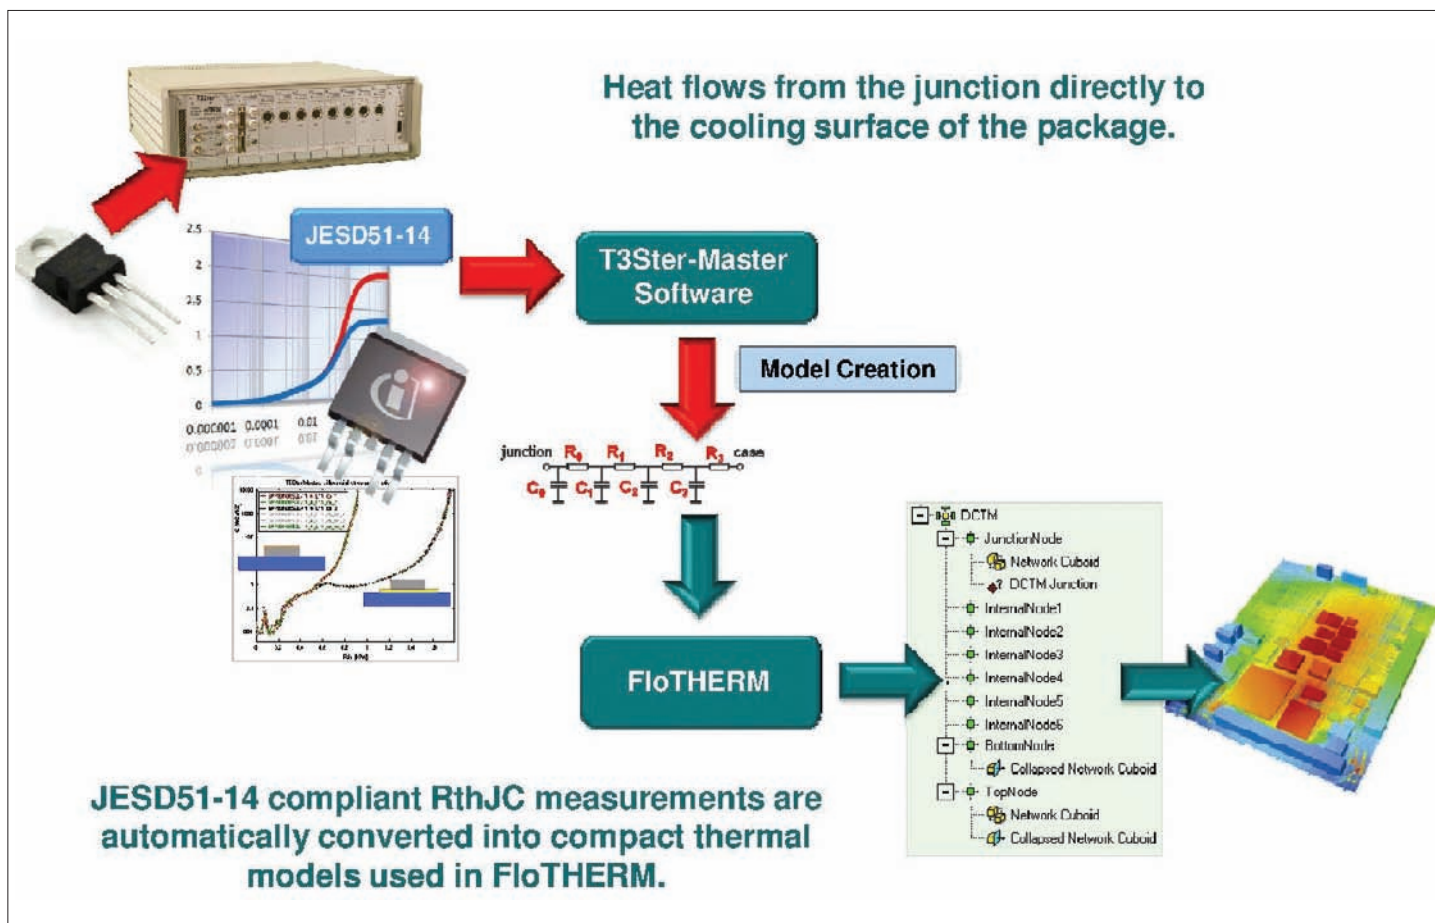 Heat flows from the junction directly to
the cooling surface of the package.
JESD51-14
2.5
2
2.5
1
0.5
0
0.000001 0.0001 0.01
0
T3Ster-Master
Software
Model Creation
junction R0 R1 R2 R3 case
C0 C1 C2 C3
FloTHERM
DCTM
JunctionNode
Network Cuboid
DCTM Junction
InternalNode1
InternalNode2
InternalNode3
InternalNode4
InternalNode5
InternalNode6
BottomNode
Collapsed Network Cuboid
TopNode
Network Cuboid
Collapsed Network Cuboid
JESD51-14 compliant RthJC measurements are
automatically converted into compact thermal
models used in FloTHERM.